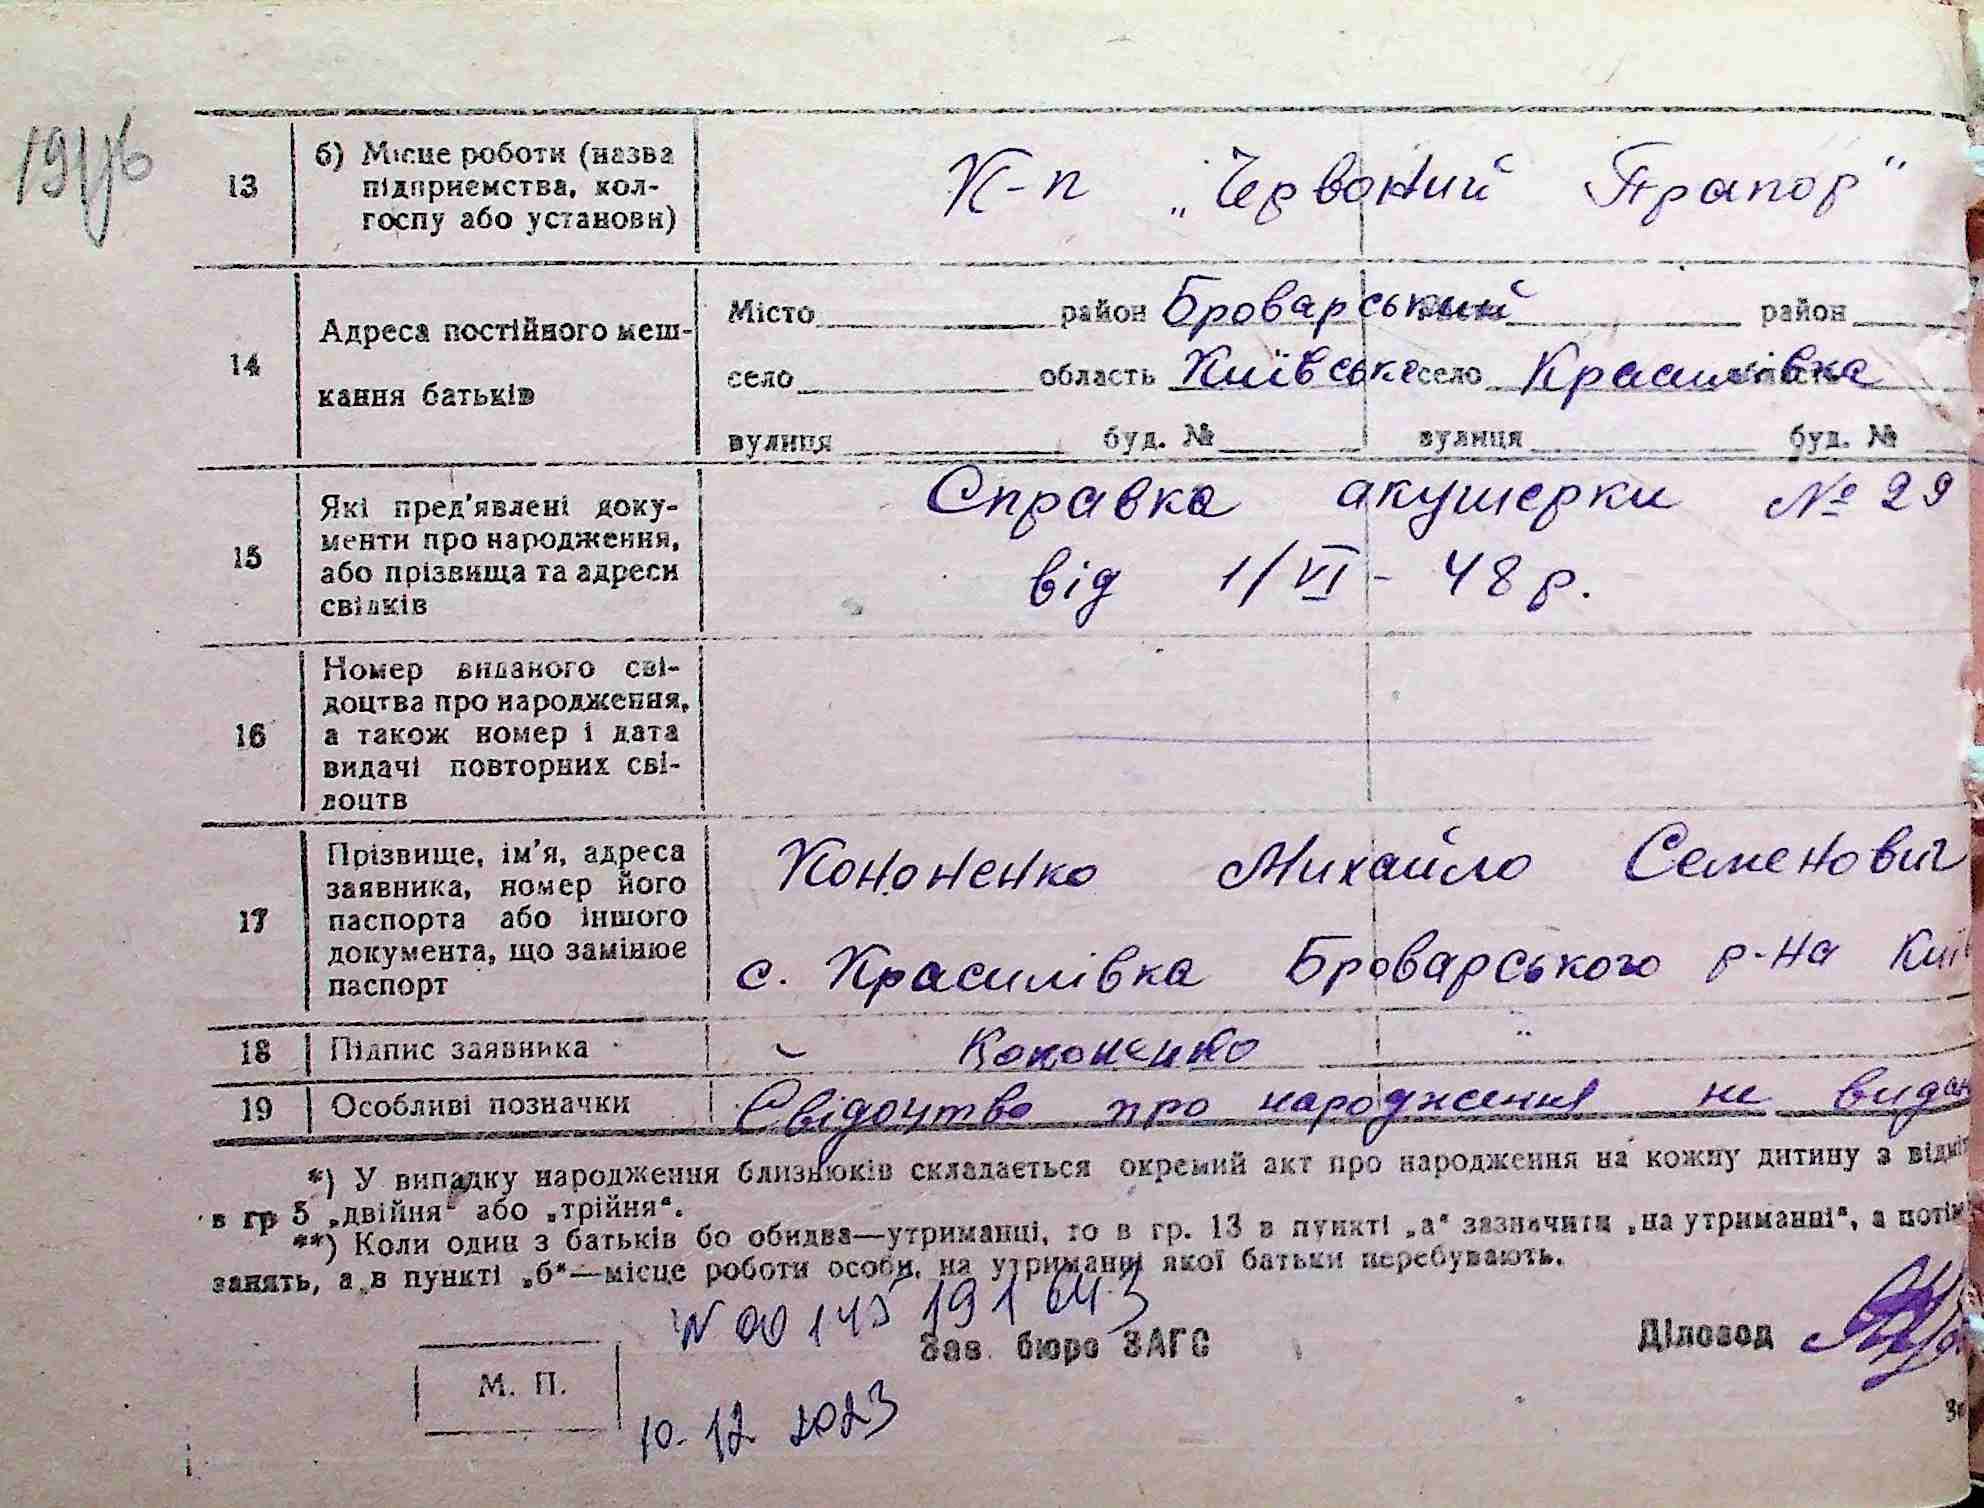 13 б) Місце роботи (назва підприємства, колгоспу або установи) К-п „Червоний Прапор"
14 Адреса постійного мешкання батьків
Місто район Броварський район
село область Київська село Красилівка
вулиця буд. № вулиця буд. №
15 Які пред'явлені документи про народження, або прізвища та адреси свідків
Справка акушерки № 29
від 1/VI - 48 р.
16 Номер виданого свідоцтва про народження, а також номер і дата видачі повторних свідоцтв
17 Прізвище, ім'я, адреса заявника, номер його паспорта або іншого документа, що замінює паспорт
Кононенко Михайло Семенович
с. Красилівка Броварського р-на Київ
18 Підпис заявника Кононенко
19 Особливі позначки Свідоцтво про народження не видан
*) У випадку народження близнюків складається окремий акт про народження на кожну дитину з відміт
в гр 5 „двійня" або „трійня".
**) Коли один з батьків бо обидва—утриманці, то в гр. 13 в пункті „а" зазначити „на утриманні", а потім
занять, а в пункті „б"—місце роботи особи, на утриманні якої батьки перебувають.
N 00145191643
Зав. бюро ЗАГС Діловод
М. П.
10.12.2023